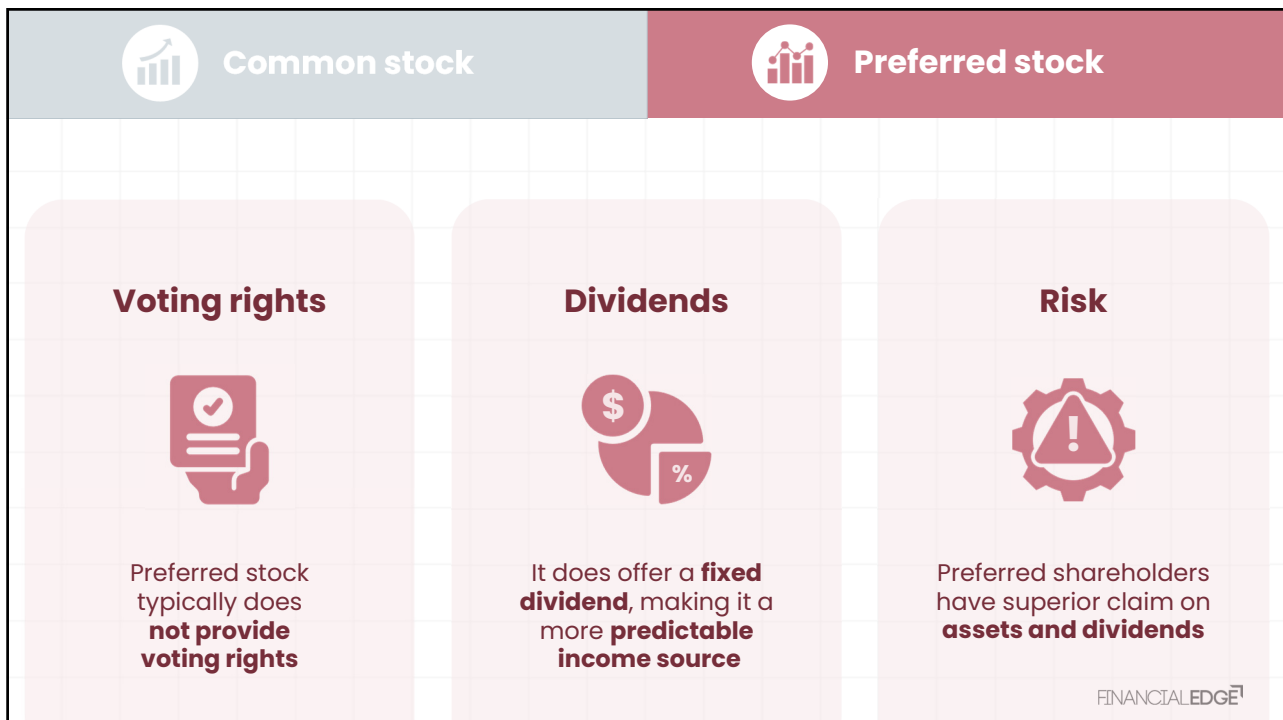 Common stock
Preferred stock
Voting rights
Preferred stock
typically does
not provide
voting rights
Dividends
$
%
It does offer a fixed
dividend, making it a
more predictable
income source
Risk
!
Preferred shareholders
have superior claim on
assets and dividends
FINANCIALEDGE